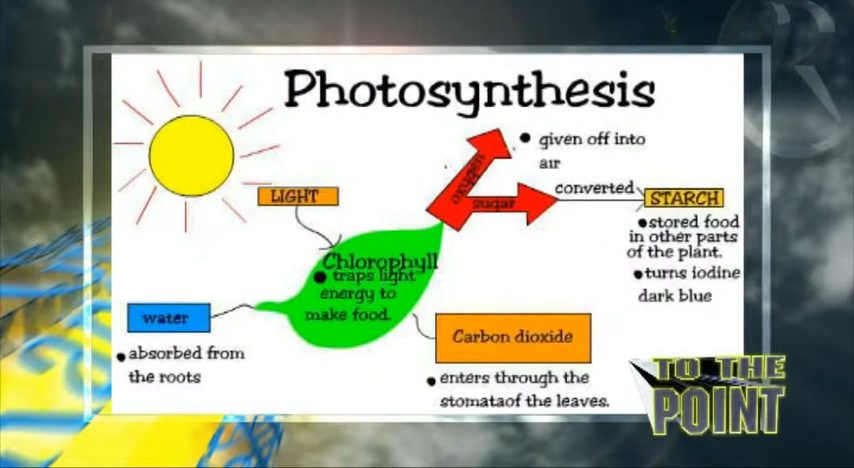 Photosynthesis
given off into
air
oxygen
converted
LIGHT
sugar
STARCH
stored food
in other parts
of the plant.
turns iodine
dark blue
Chlorophyll
traps light
energy to
make food.
water
absorbed from
the roots
Carbon dioxide
enters through the
stomataof the leaves.
TO THE
POINT